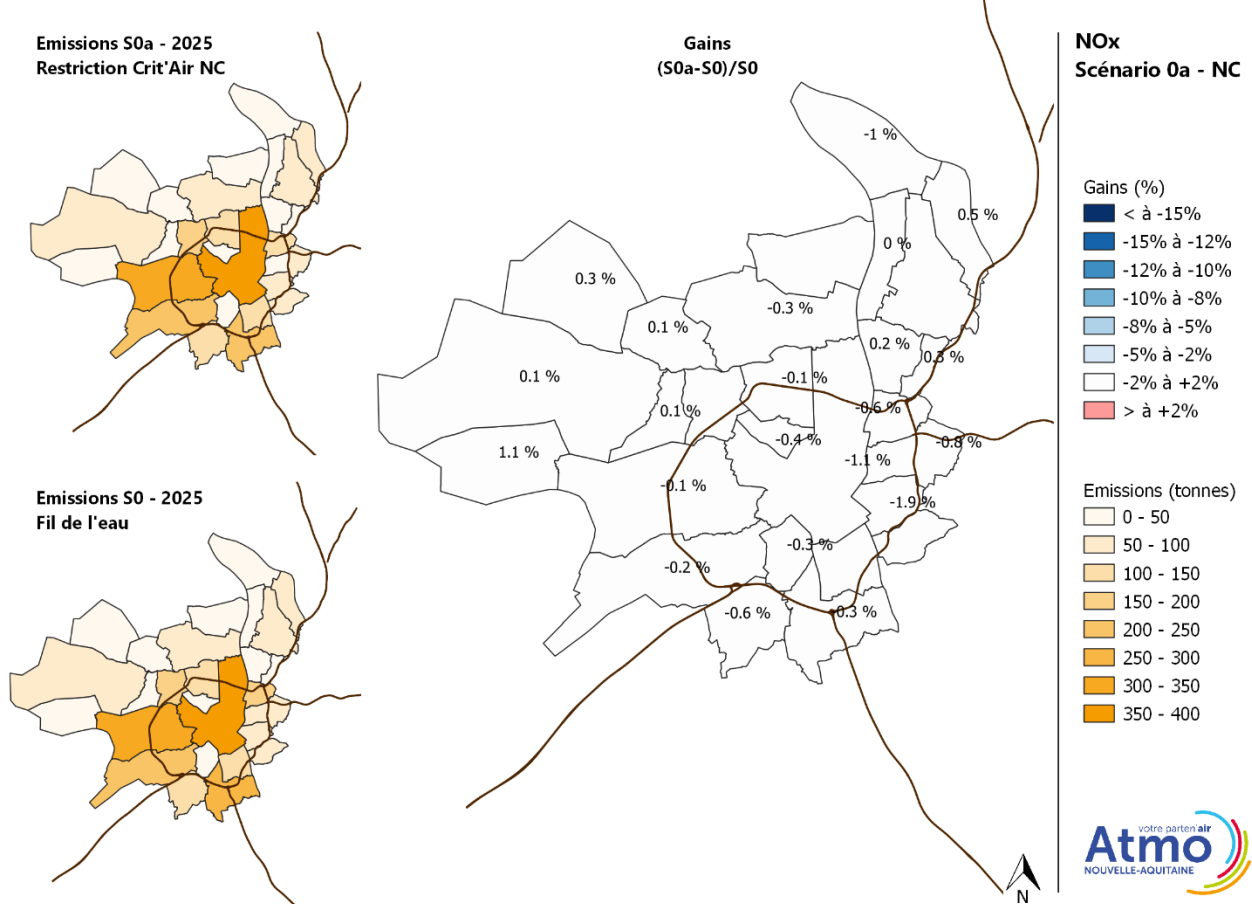 Emissions S0a - 2025
Restriction Crit'Air NC
Emissions S0 - 2025
Fil de l'eau
Gains
(S0a-S0)/S0
-1 %
0.5 %
0 %
0.3 %
-0.3 %
0.1 %
0.2 %
0.3 %
0.1 %
-0.1 %
0.1 %
-0.6 %
-0.4 %
-0.8 %
1.1 %
-1.1 %
-0.1 %
-1.9 %
-0.3 %
-0.2 %
-0.6 %
0.3 %
N
NOx
Scénario 0a - NC
Gains (%)
< à -15%
-15% à -12%
-12% à -10%
-10% à -8%
-8% à -5%
-5% à -2%
-2% à +2%
> à +2%
Emissions (tonnes)
0 - 50
50 - 100
100 - 150
150 - 200
200 - 250
250 - 300
300 - 350
350 - 400
votre parten'air
Atmo
NOUVELLE-AQUITAINE